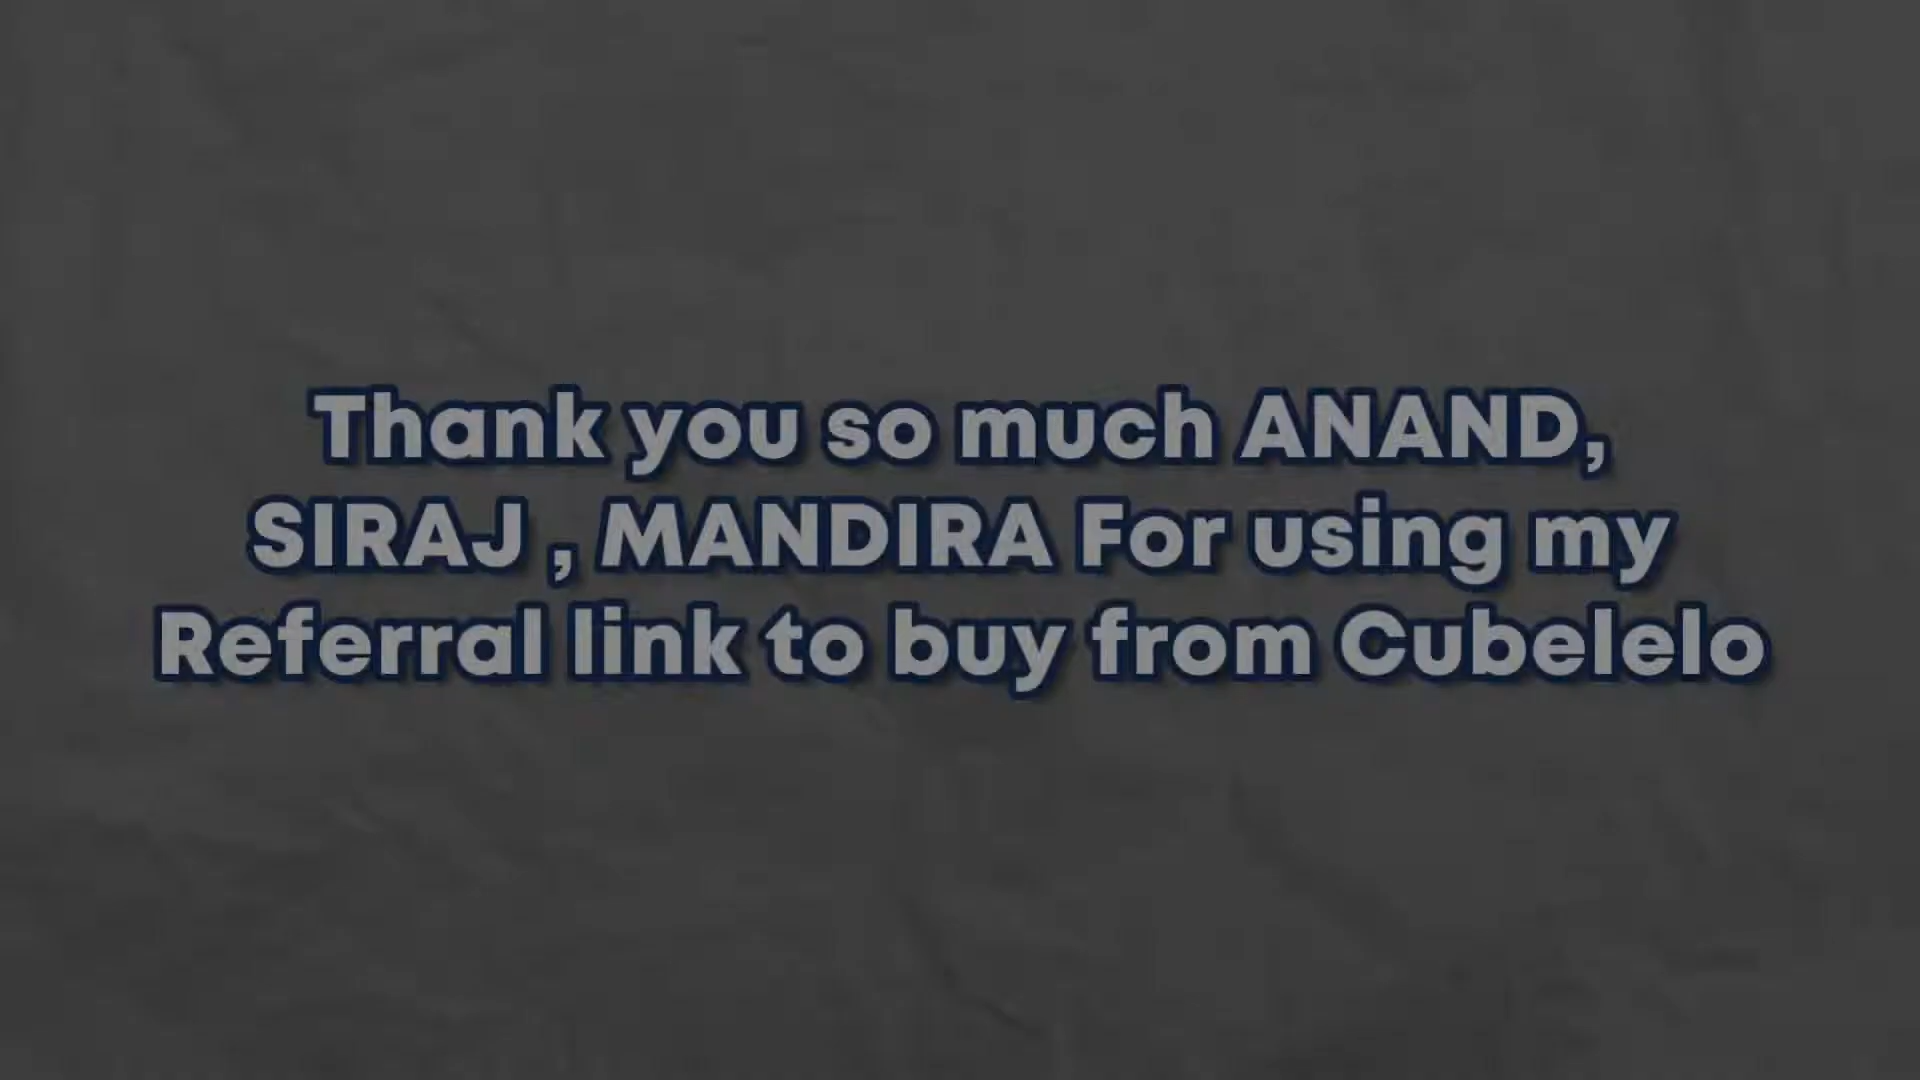 Thank you so much ANAND,
SIRAJ , MANDIRA For using my
Referral link to buy from Cubelelo